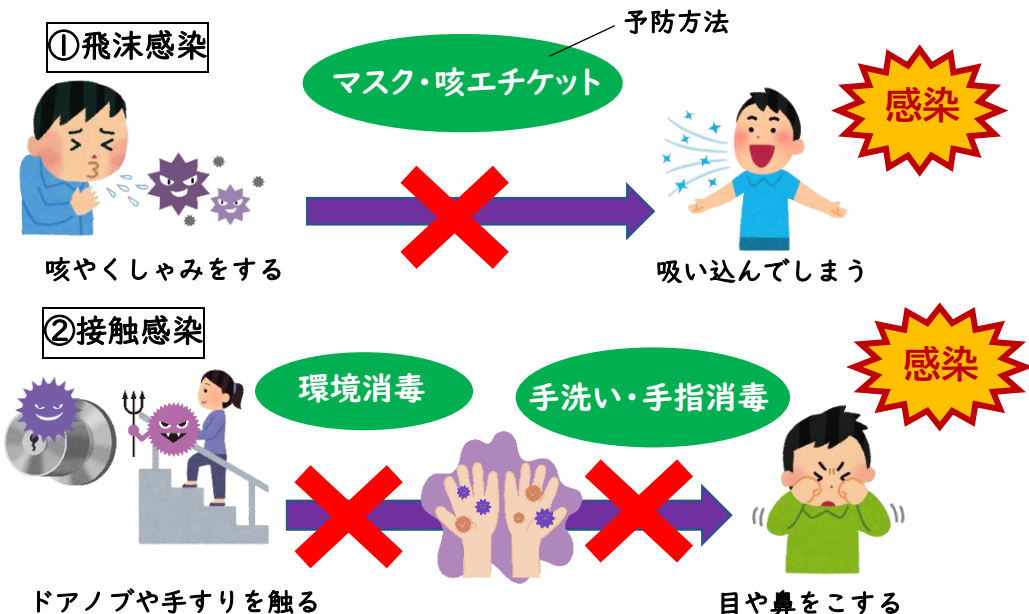 予防方法
①飛沫感染
マスク・咳エチケット
感染
咳やくしゃみをする
吸い込んでしまう
②接触感染
感染
環境消毒
手洗い・手指消毒
ドアノブや手すりを触る
目や鼻をこする